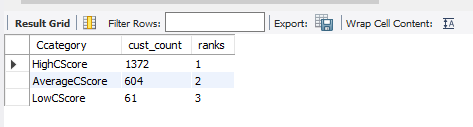 Result Grid Filter Rows: Export: Wrap Cell Content:
Ccategory cust_count ranks
HighCScore 1372 1
AverageCScore 604 2
LowCScore 61 3